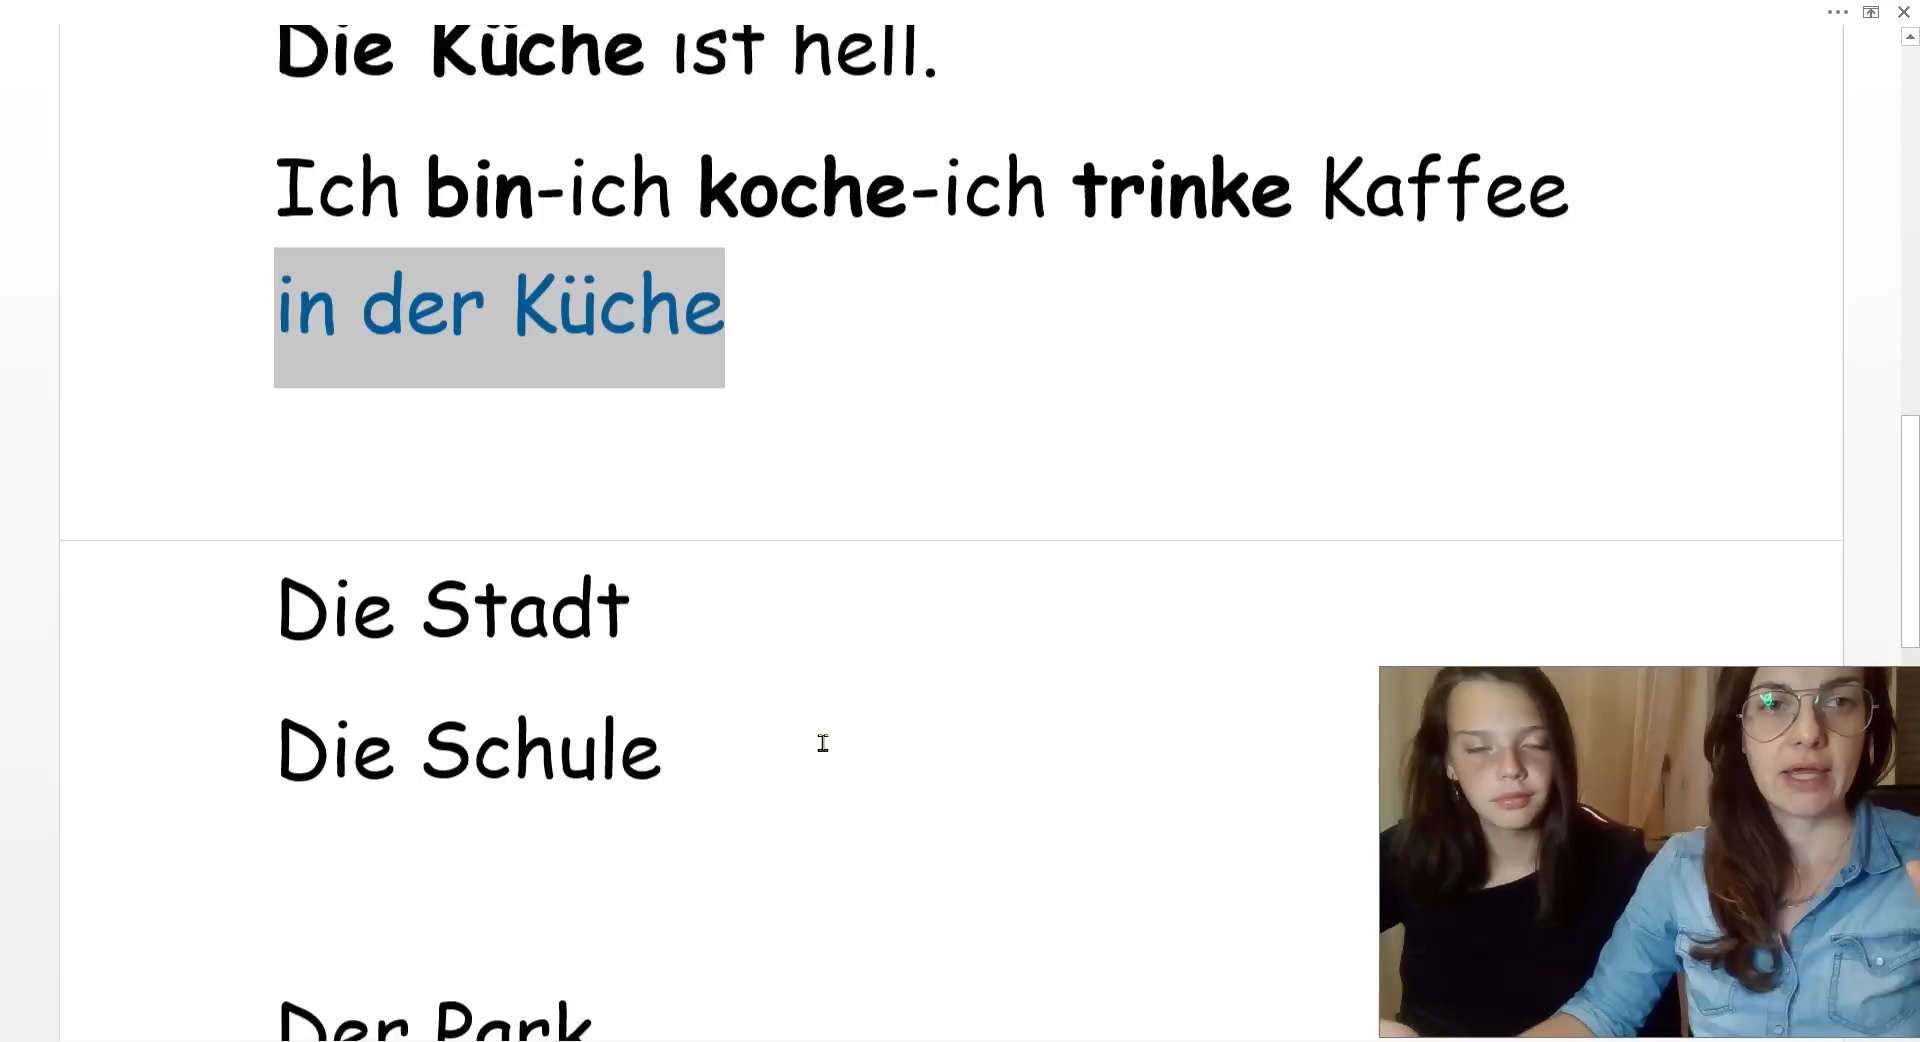 Die Küche ist hell.
Ich bin-ich koche-ich trinke Kaffee
in der Küche
Die Stadt
Die Schule
Der Park